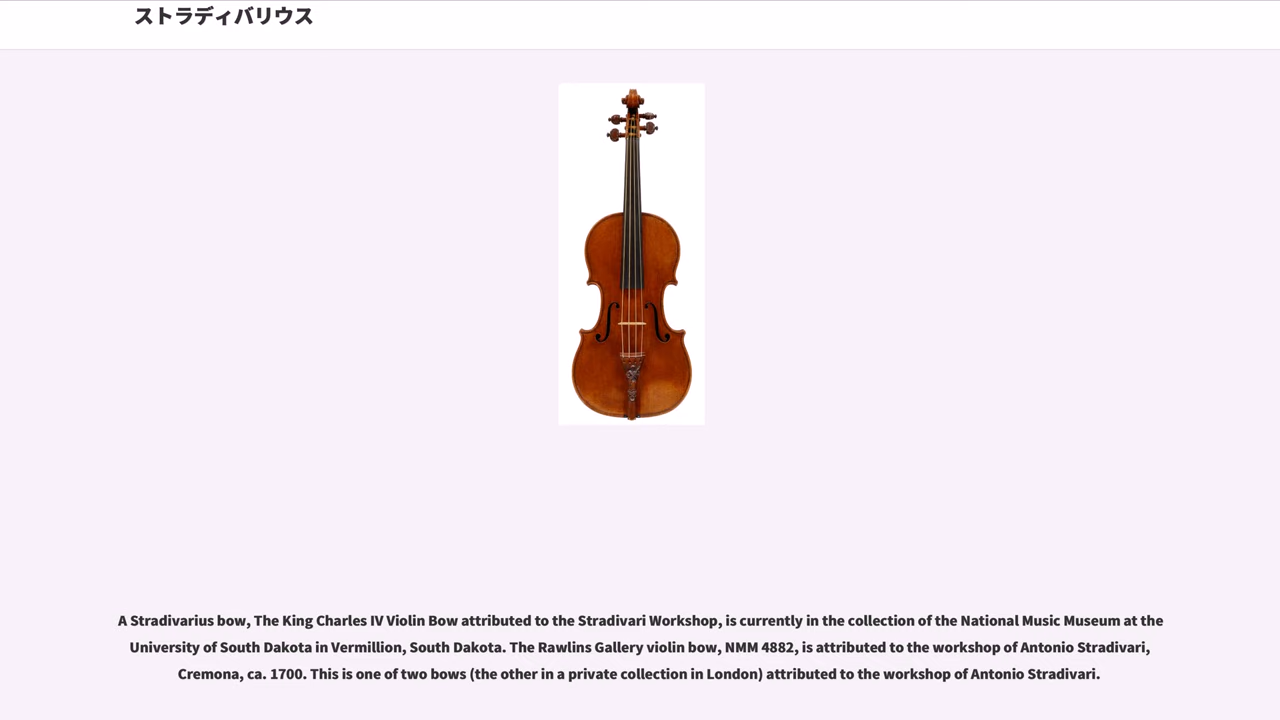 ストラディバリウス
A Stradivarius bow, The King Charles IV Violin Bow attributed to the Stradivari Workshop, is currently in the collection of the National Music Museum at the
University of South Dakota in Vermillion, South Dakota. The Rawlins Gallery violin bow, NMM 4882, is attributed to the workshop of Antonio Stradivari,
Cremona, ca. 1700. This is one of two bows (the other in a private collection in London) attributed to the workshop of Antonio Stradivari.